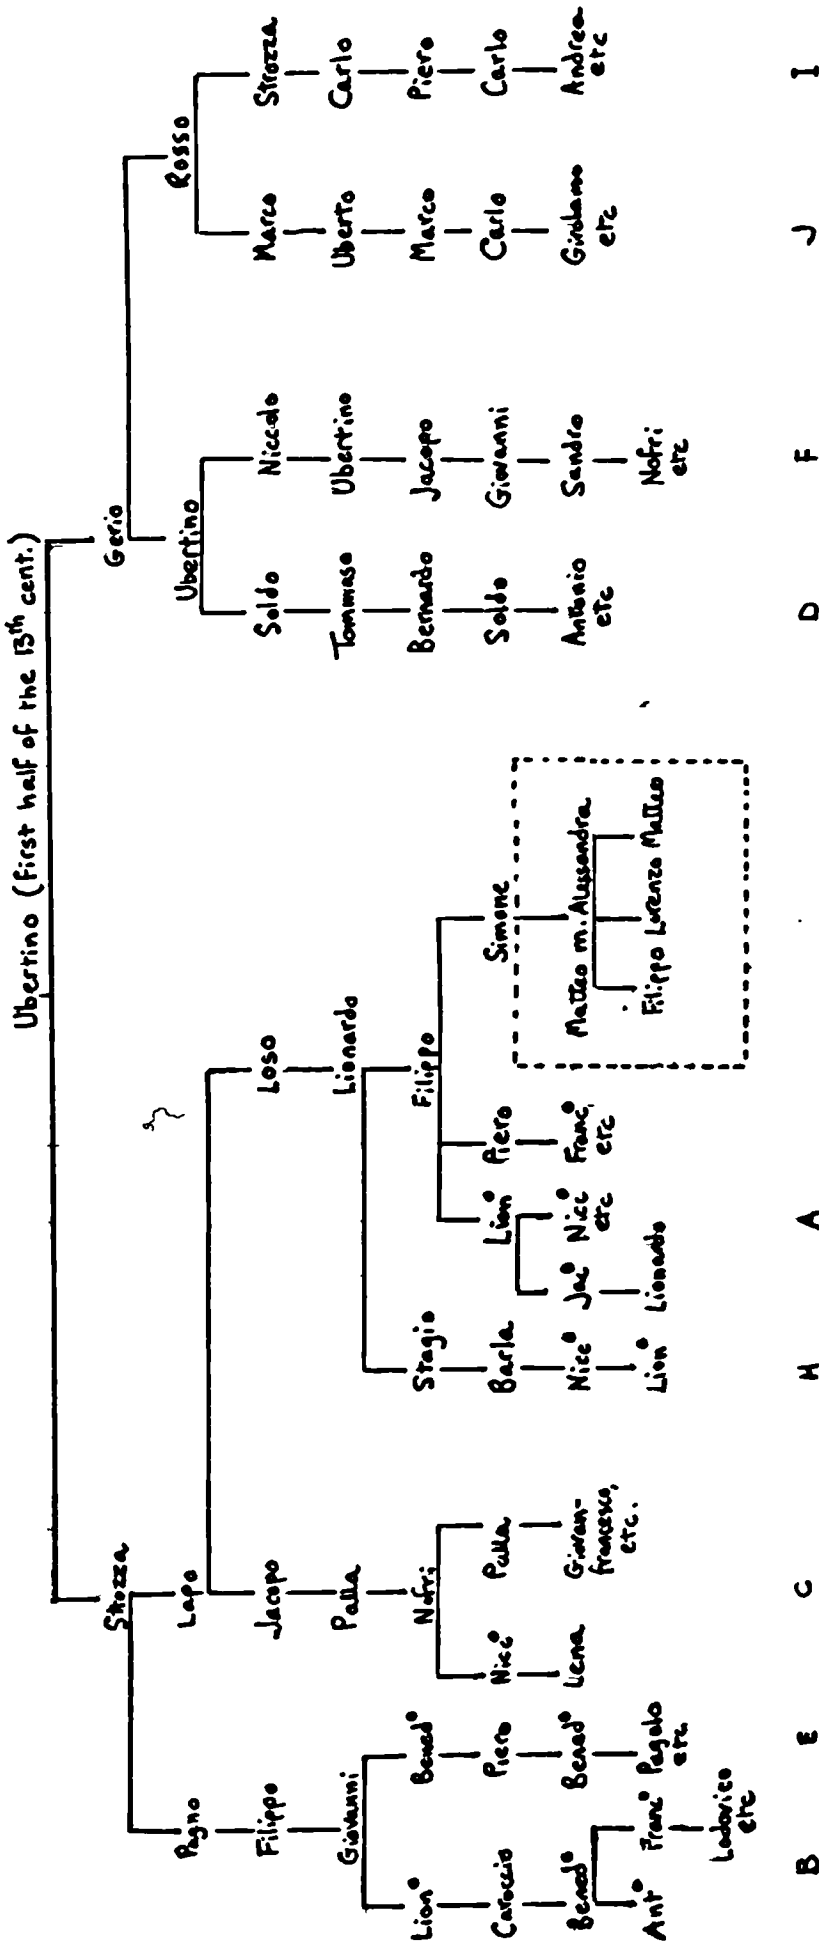 Ubertino (First half of the 13th cent.)
Strozza Gerio
Pagno Lapo Ubertino Rosso
Filippo Jacopo Loso Soldo Niccolo Marco Strozza
Giovanni Palla Lionardo Tommaso Ubertino Uberto Carlo
Lion° Bened° Nofri Stagio Filippo Bernardo Jacopo Marco Piero
Caroccio Piero Nicc° Palla Barla Lion° Piero Simone Soldo Giovanni Carlo Carlo
Bened° Bened° Giovan- Nicc° Jac° Nicc° Franc°, Matteo m. Alessandra Antonio Sandro Girolamo Andrea
francesco, etc etc etc etc etc
etc.
Ant° Franc° Pagolo Lion° Lionardo Filippo Lorenzo Matteo Nofri
etc. etc
Lodovico
etc
B E C H A D F J I